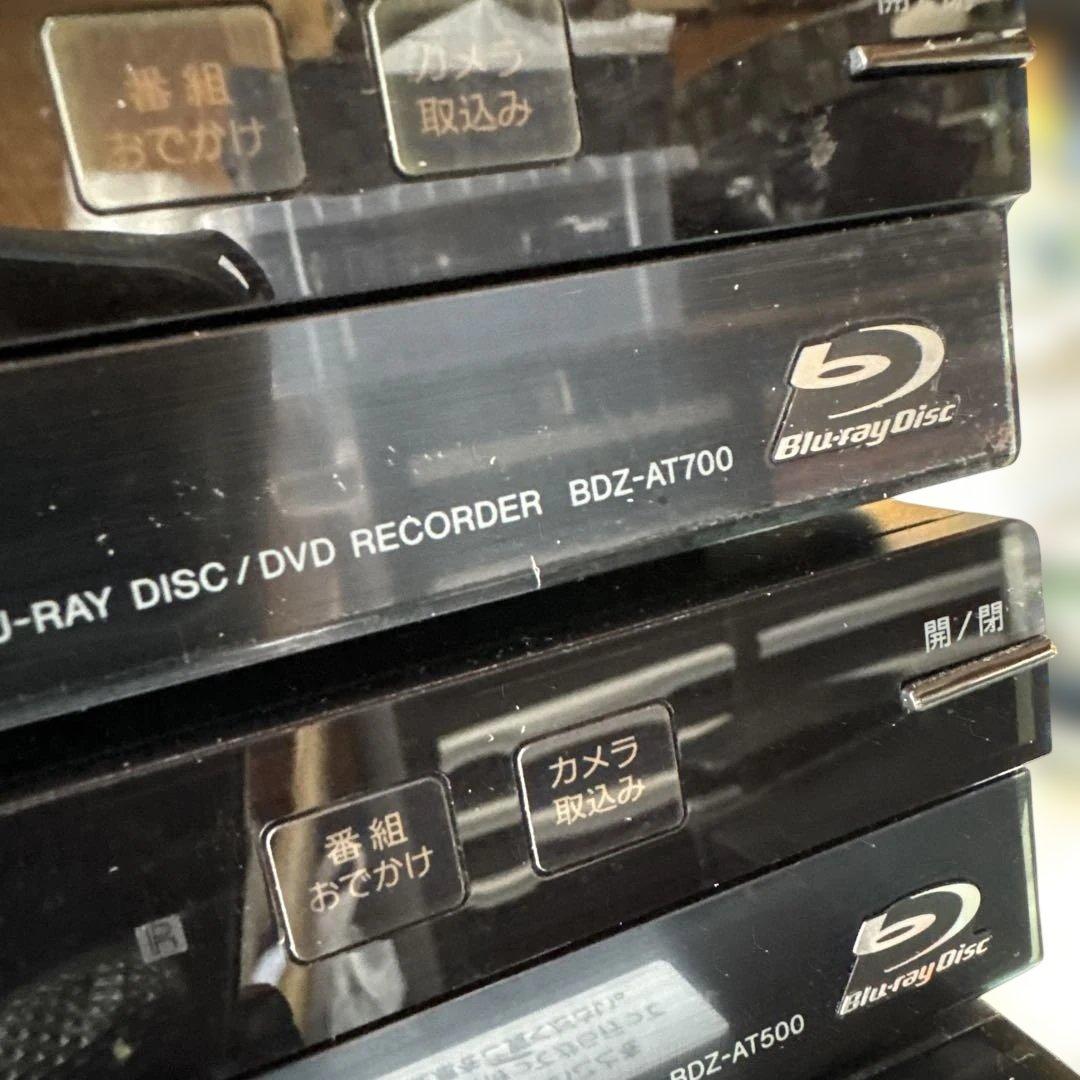 開/閉
番組
おでかけ
カメラ
取込み
Blu-ray Disc
U-RAY DISC / DVD RECORDER BDZ-AT700
開/閉
カメラ
取込み
番組
おでかけ
R
Blu-ray Disc
BDZ-AT500